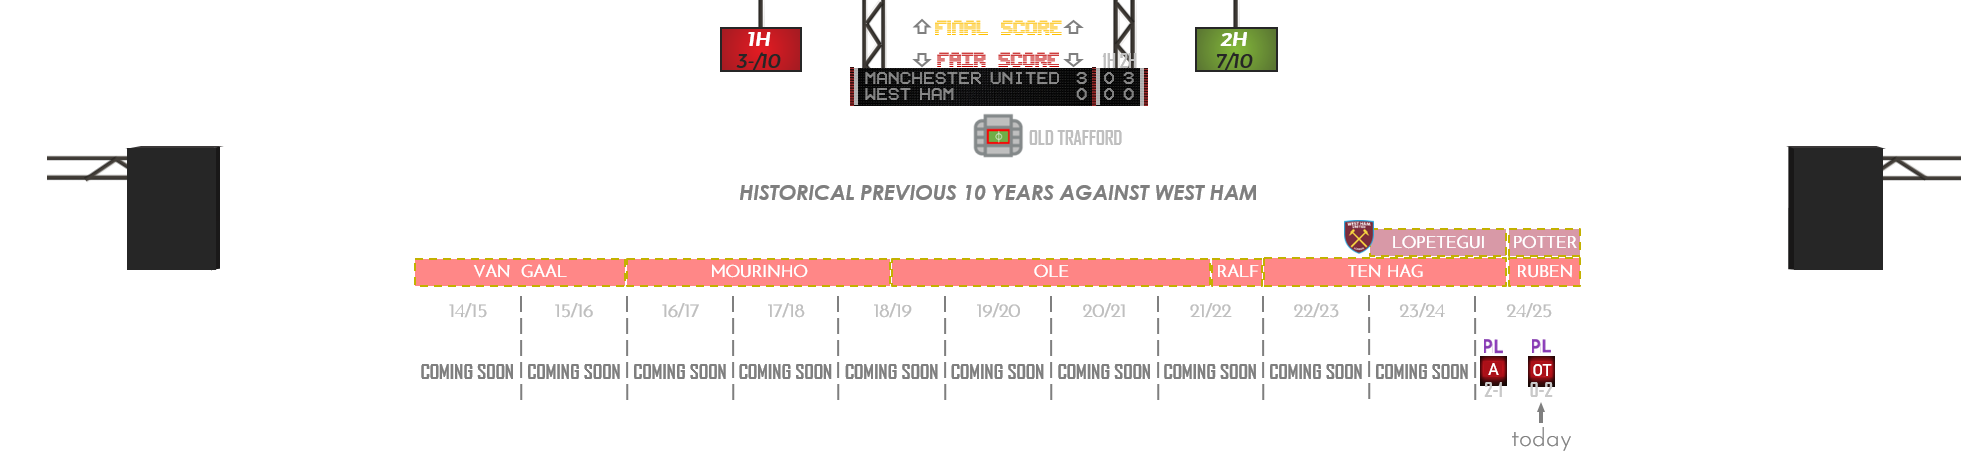 FINAL SCORE
1H
3-/10
2H
7/10
FAIR SCORE
1H 2H
MANCHESTER UNITED 3 0 3
WEST HAM 0 0 0
OLD TRAFFORD
HISTORICAL PREVIOUS 10 YEARS AGAINST WEST HAM
LOPETEGUI POTTER
VAN GAAL MOURINHO OLE RALF TEN HAG RUBEN
14/15 15/16 16/17 17/18 18/19 19/20 20/21 21/22 22/23 23/24 24/25
PL PL
COMING SOON COMING SOON COMING SOON COMING SOON COMING SOON COMING SOON COMING SOON COMING SOON COMING SOON COMING SOON A OT
2-1 0-2
today